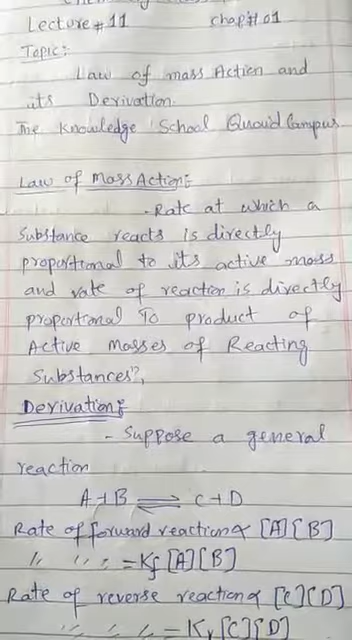 Lecture #11 chap# 01
Topic:
Law of mass Action and
its Derivation.
The Knowledge School Quaid Campus
Law of Mass Action:
- Rate at which a
Substance reacts is directly
proportional to its active mass
and rate of reaction is directly
proportional To product of
Active Masses of Reacting
Substances",
Derivation:
- Suppose a general
reaction
A+B ⇌ C+D
Rate of forward reaction ∝ [A][B]
" " " = Kf [A][B]
Rate of reverse reaction ∝ [C][D]
" " " = Kr [C][D]